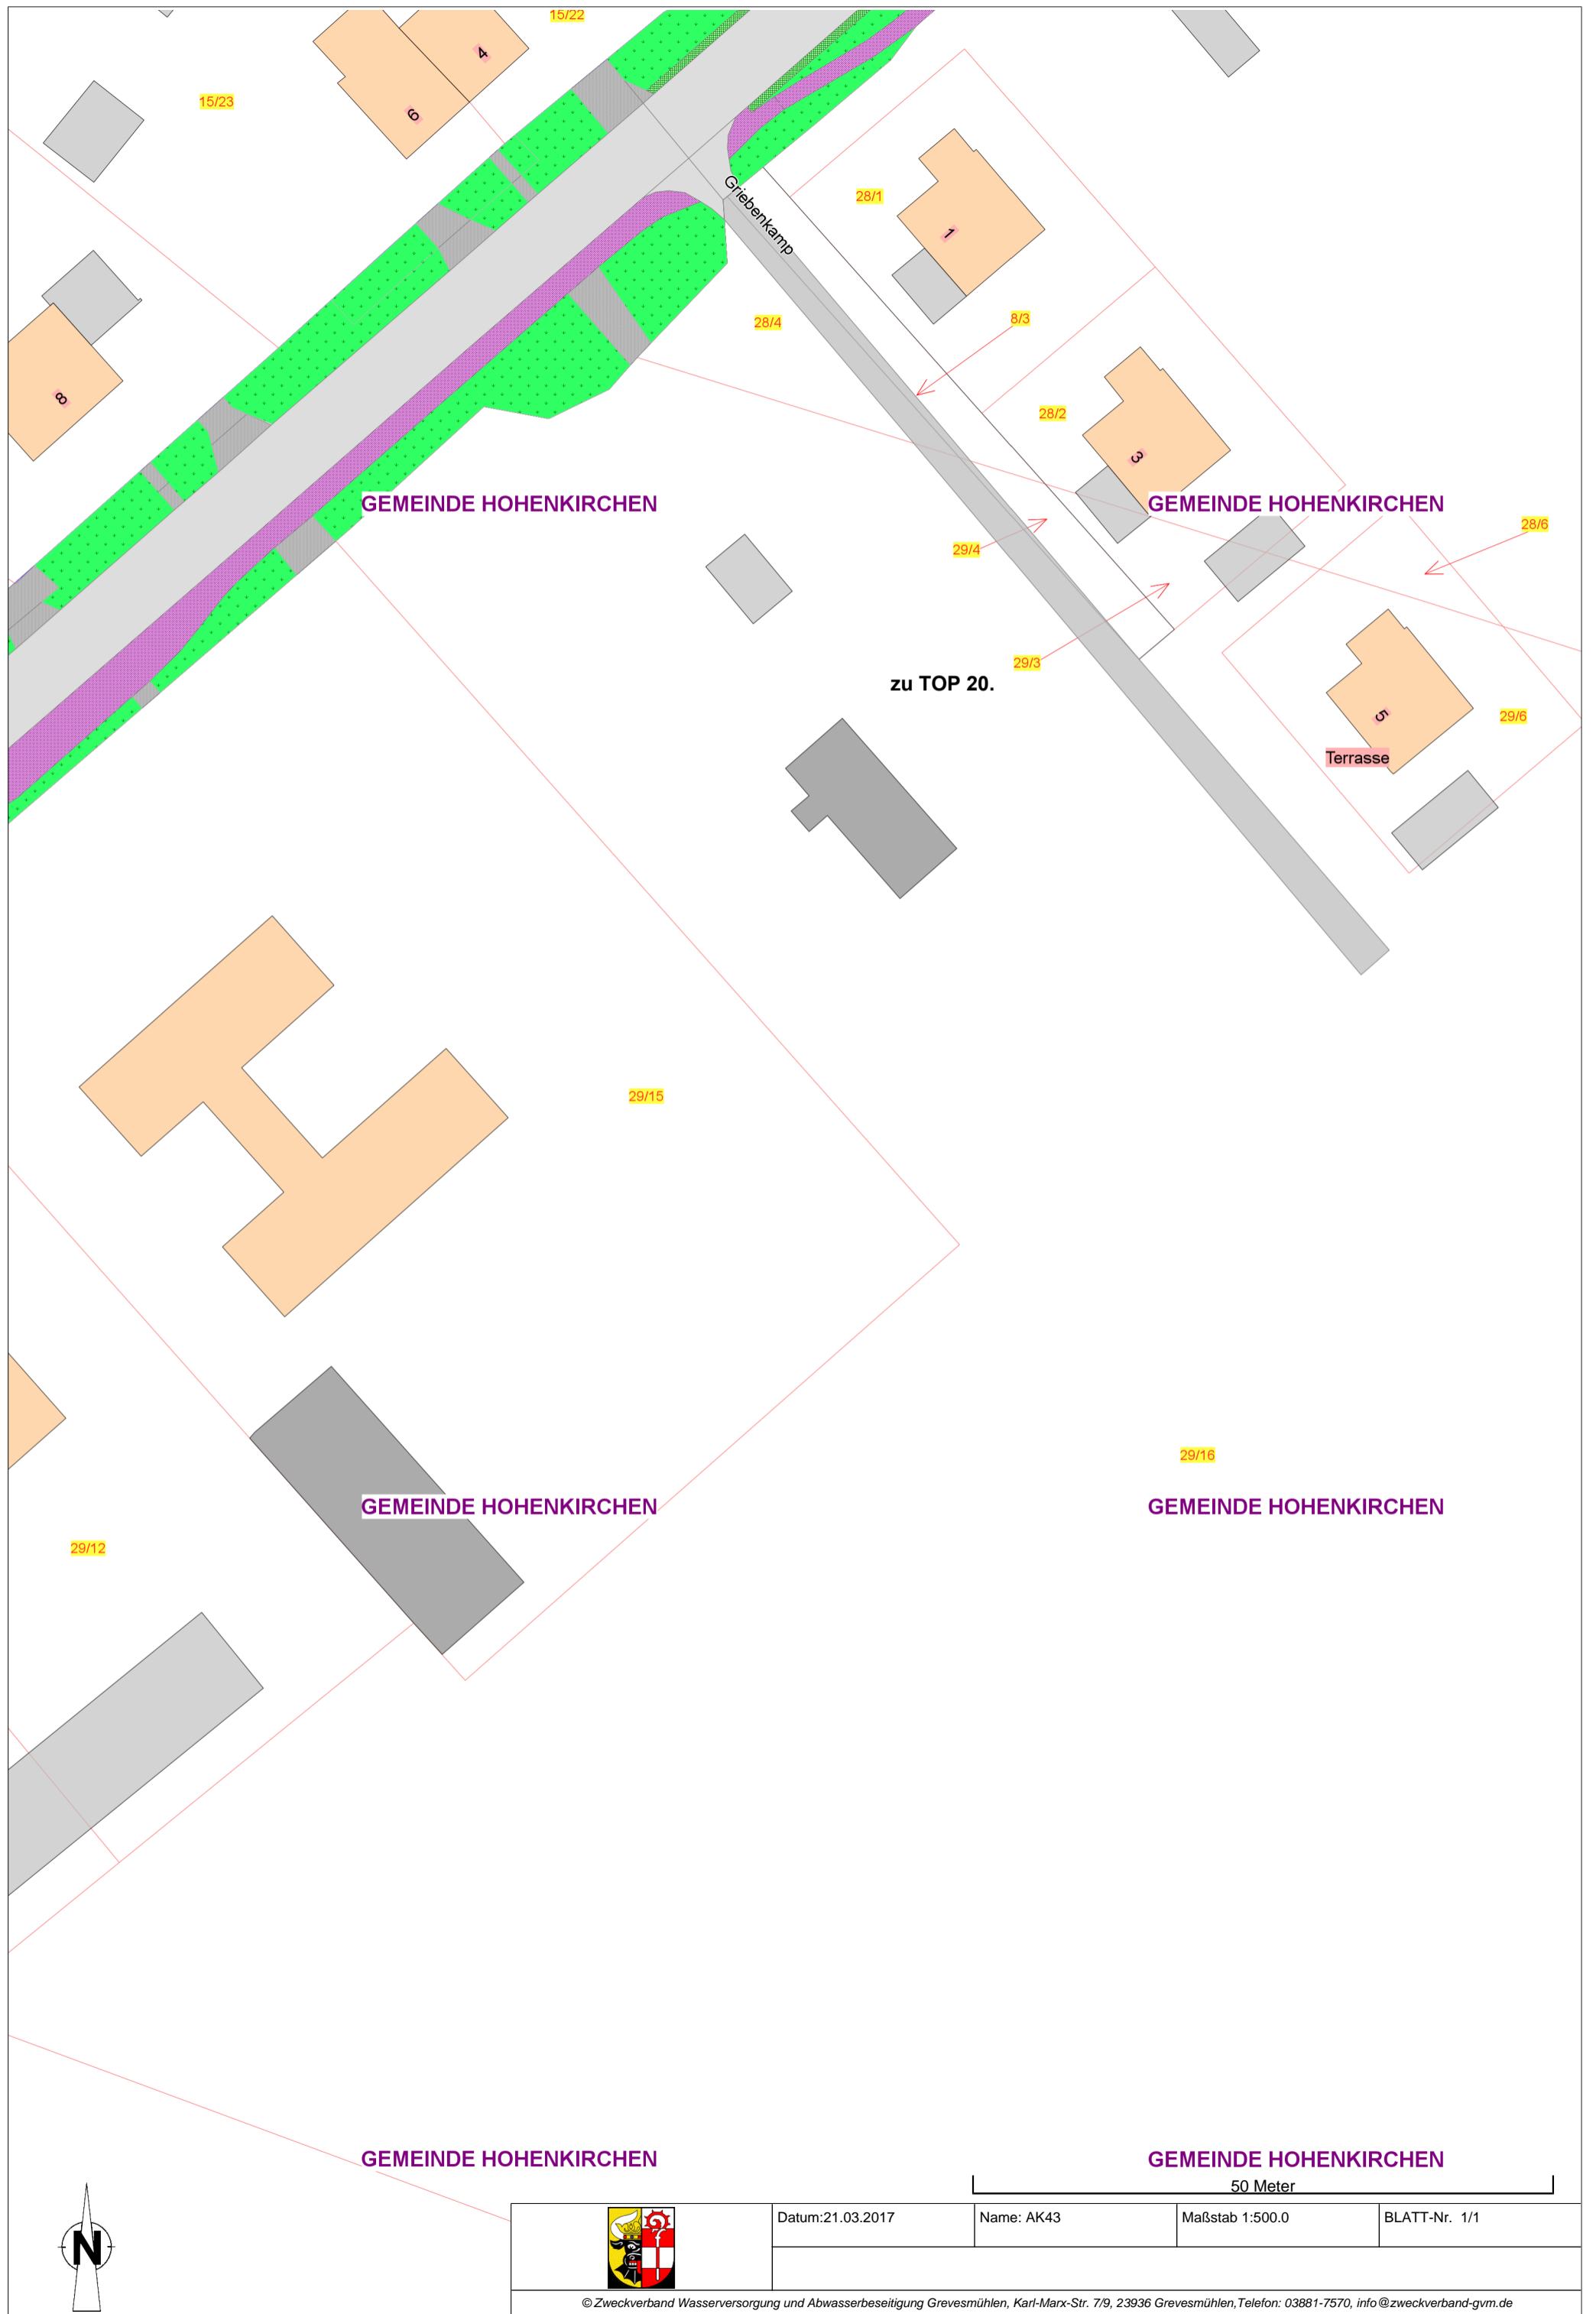 15/22
4
15/23
6
Griebenkamp
28/1
1
8/3
28/4
8
28/2
3
GEMEINDE HOHENKIRCHEN
GEMEINDE HOHENKIRCHEN
28/6
29/4
29/3
zu TOP 20.
5
29/6
Terrasse
29/15
29/16
GEMEINDE HOHENKIRCHEN
GEMEINDE HOHENKIRCHEN
29/12
GEMEINDE HOHENKIRCHEN
GEMEINDE HOHENKIRCHEN
50 Meter
N
Datum:21.03.2017
Name: AK43
Maßstab 1:500.0
BLATT-Nr. 1/1
© Zweckverband Wasserversorgung und Abwasserbeseitigung Grevesmühlen, Karl-Marx-Str. 7/9, 23936 Grevesmühlen,Telefon: 03881-7570, info@zweckverband-gvm.de